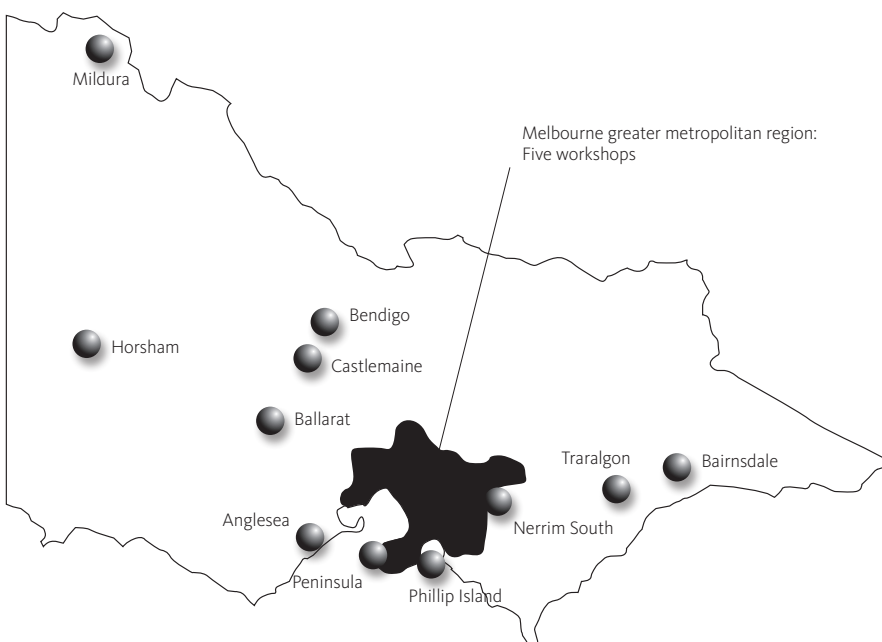 Mildura
Melbourne greater metropolitan region:
Five workshops
Bendigo
Horsham
Castlemaine
Ballarat
Traralgon
Bairnsdale
Anglesea
Nerrim South
Peninsula
Phillip Island